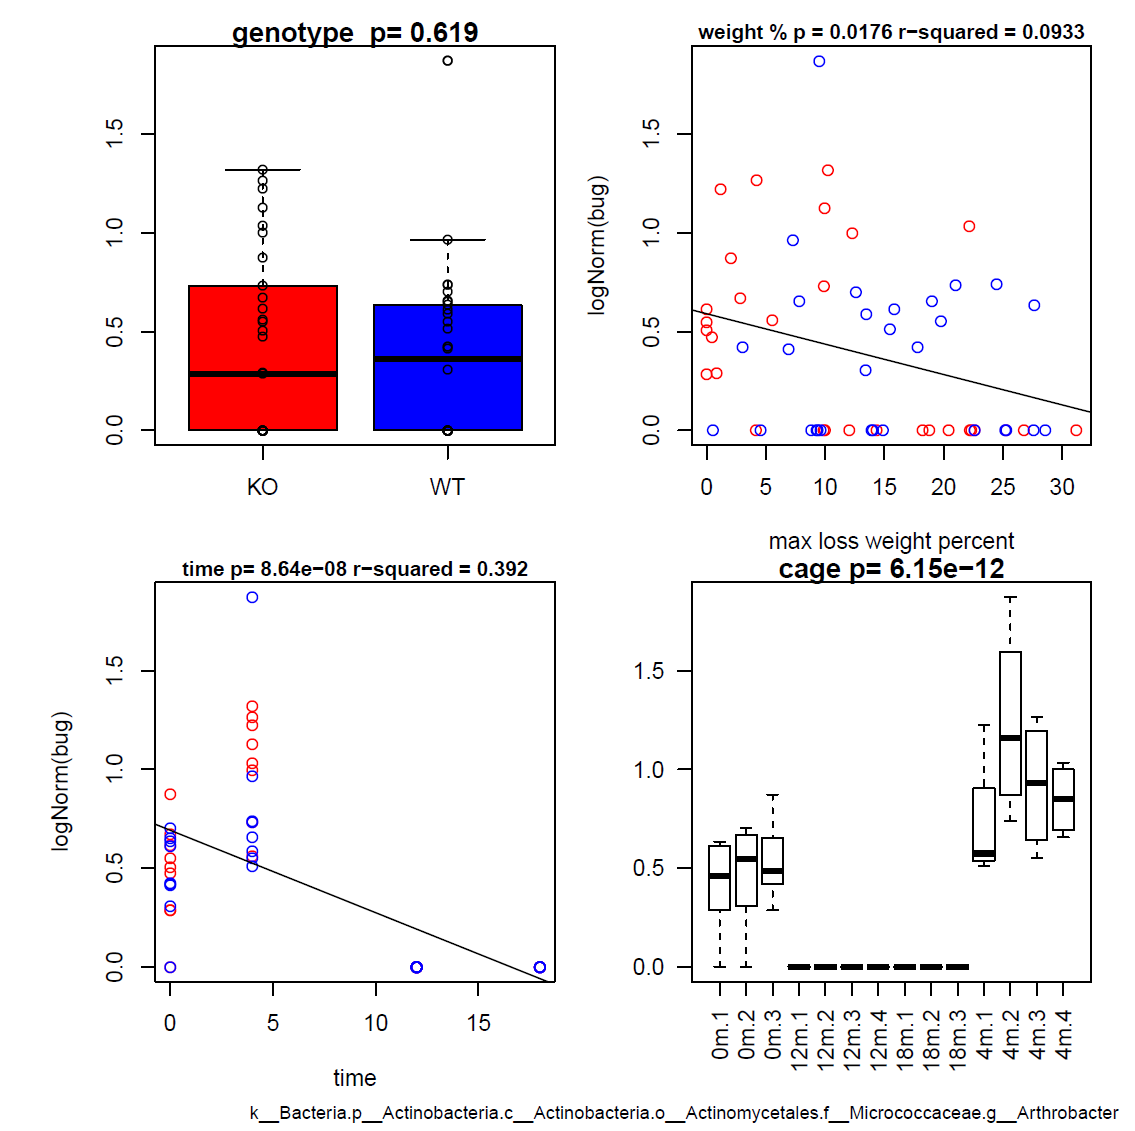 genotype  p= 0.619
0.0
0.5
1.0
1.5
KO
WT
weight % p = 0.0176 r−squared = 0.0933
logNorm(bug)
0.0
0.5
1.0
1.5
0
5
10
15
20
25
30
max loss weight percent
time p= 8.64e−08 r−squared = 0.392
logNorm(bug)
0.0
0.5
1.0
1.5
0
5
10
15
time
cage p= 6.15e−12
1.5
1.0
0.5
0.0
0m.1
0m.2
0m.3
12m.1
12m.2
12m.3
12m.4
18m.1
18m.2
18m.3
4m.1
4m.2
4m.3
4m.4
k__Bacteria.p__Actinobacteria.c__Actinobacteria.o__Actinomycetales.f__Micrococcaceae.g__Arthrobacter